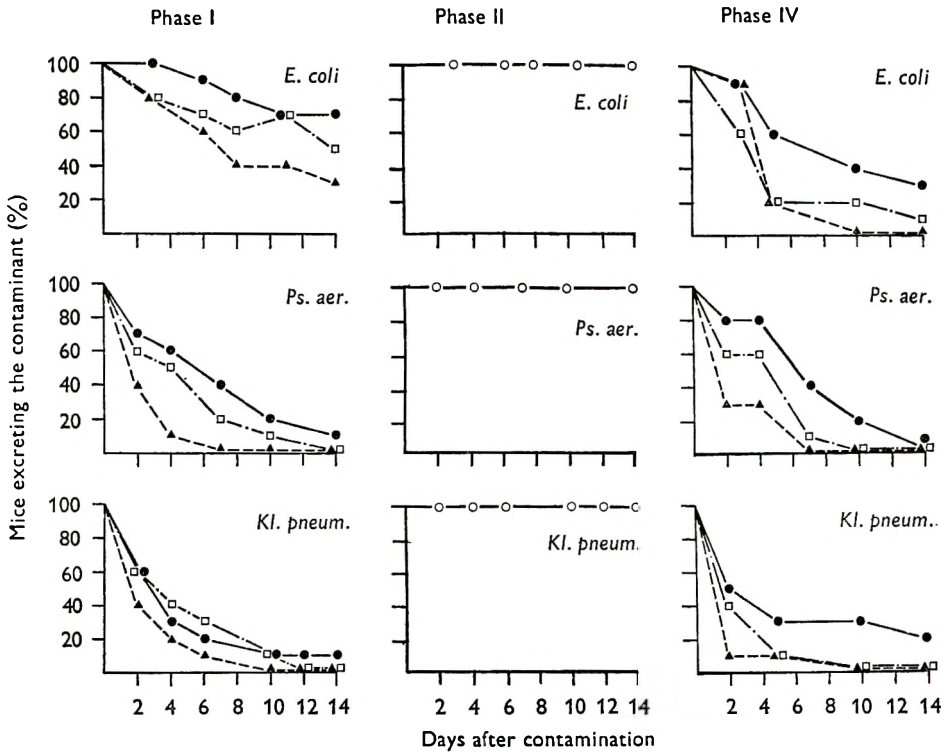 Phase I
Phase II
Phase IV
100
80
60
40
20
E. coli
E. coli
E. coli
100
80
60
40
20
Ps. aer.
Ps. aer.
Ps. aer.
100
80
60
40
20
Kl. pneum.
Kl. pneum.
Kl. pneum.
2 4 6 8 10 12 14
2 4 6 8 10 12 14
2 4 6 8 10 12 14
Mice excreting the contaminant (%)
Days after contamination